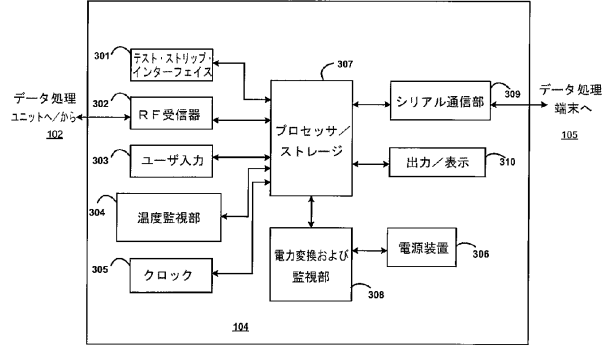 301
テスト・ストリップ・
インターフェイス
307
データ処理
ユニットへ/から
102
302
RF受信器
プロセッサ/
ストレージ
シリアル通信部
309
データ処理
端末へ
105
303
ユーザ入力
出力/表示
310
304
温度監視部
305
クロック
電力変換および
監視部
308
電源装置
306
104